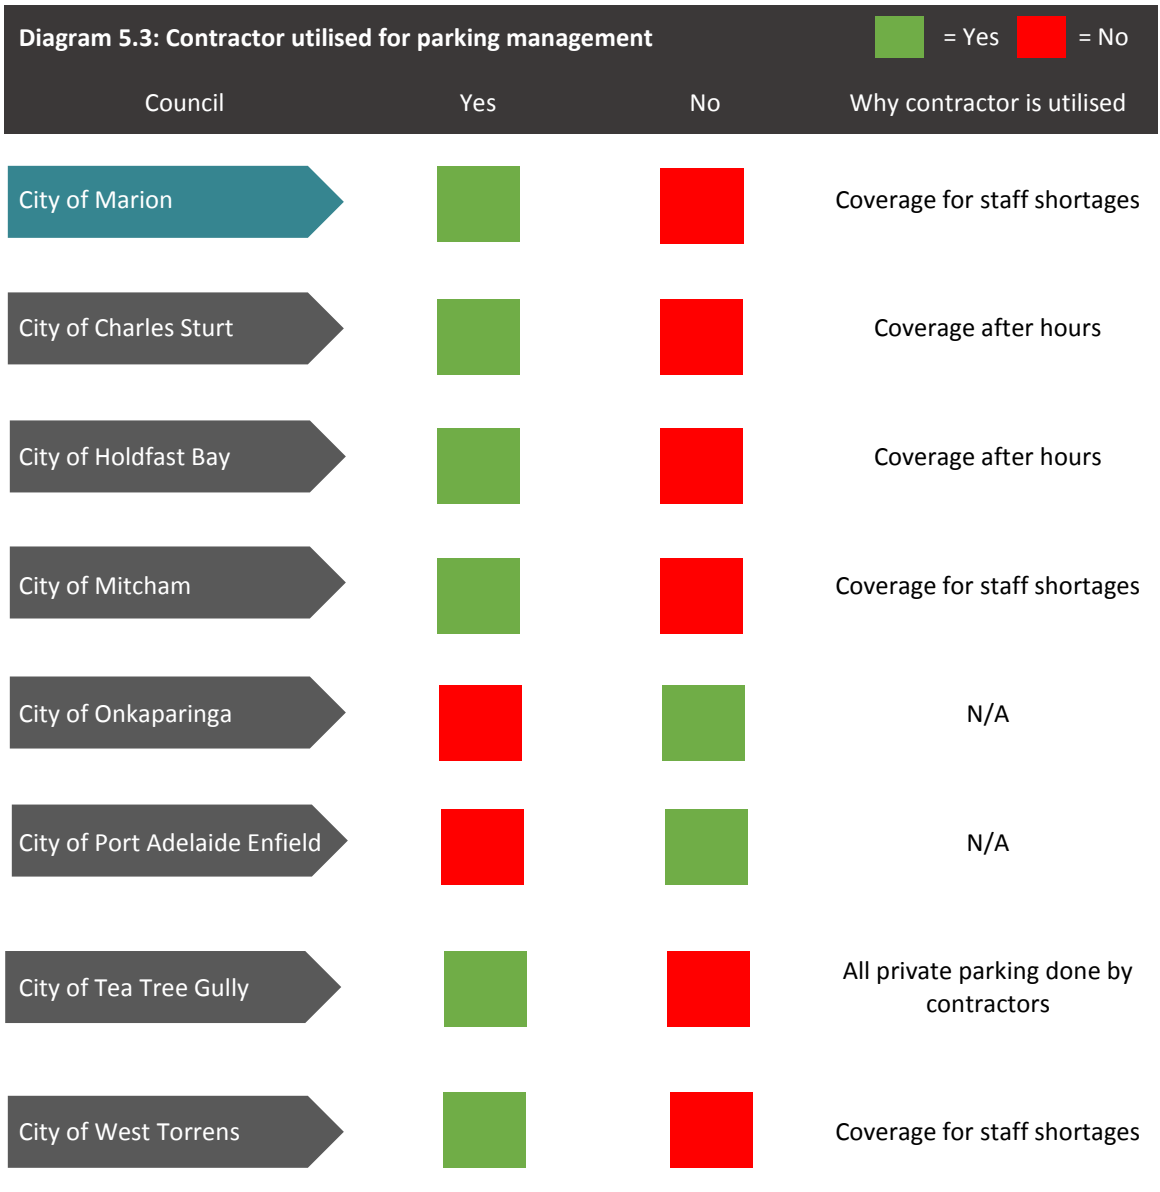 Diagram 5.3: Contractor utilised for parking management
= Yes
= No
Council
Yes
No
Why contractor is utilised
City of Marion
Coverage for staff shortages
City of Charles Sturt
Coverage after hours
City of Holdfast Bay
Coverage after hours
City of Mitcham
Coverage for staff shortages
City of Onkaparinga
N/A
City of Port Adelaide Enfield
N/A
City of Tea Tree Gully
All private parking done by
contractors
City of West Torrens
Coverage for staff shortages